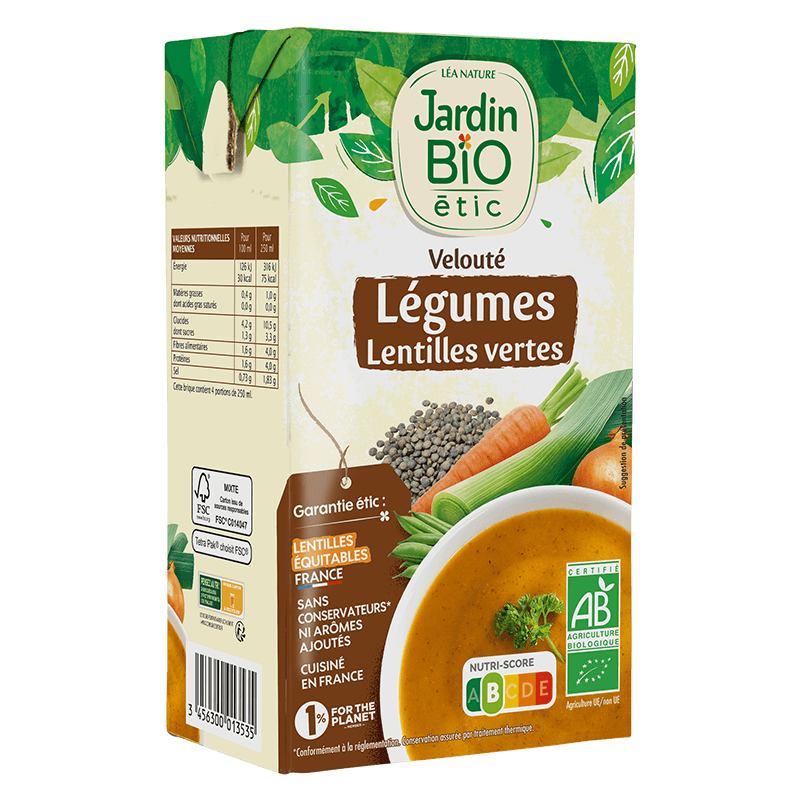 LÉA NATURE
Jardin
BiO
ētic
Velouté
Légumes
Lentilles vertes
Suggestion de présentation
Garantie étic :
LENTILLES
ÉQUITABLES
FRANCE
SANS
CONSERVATEURS*
NI ARÔMES
AJOUTÉS
CUISINÉ
EN FRANCE
1% FOR THE
PLANET
MEMBER
NUTRI-SCORE
A B C D E
CERTIFIÉ
AB
AGRICULTURE
BIOLOGIQUE
Agriculture UE/non UE
*Conformément à la réglementation. Conservation assurée par traitement thermique.
VALEURS NUTRITIONNELLES MOYENNES Pour 100 ml Pour 250 ml
Energie 126 kJ 316 kJ
30 kcal 75 kcal
Matières grasses 0,4 g 1,0 g
dont acides gras saturés 0,0 g 0,0 g
Glucides 4,2 g 10,5 g
dont sucres 1,3 g 3,3 g
Fibres alimentaires 1,6 g 4,0 g
Protéines 1,6 g 4,0 g
Sel 0,73 g 1,83 g
Cette brique contient 4 portions de 250 ml.
FSC
MIXTE
Carton issu de
sources responsables
FSC® C014047
Tetra Pak® choisit FSC®
3 456300 013535